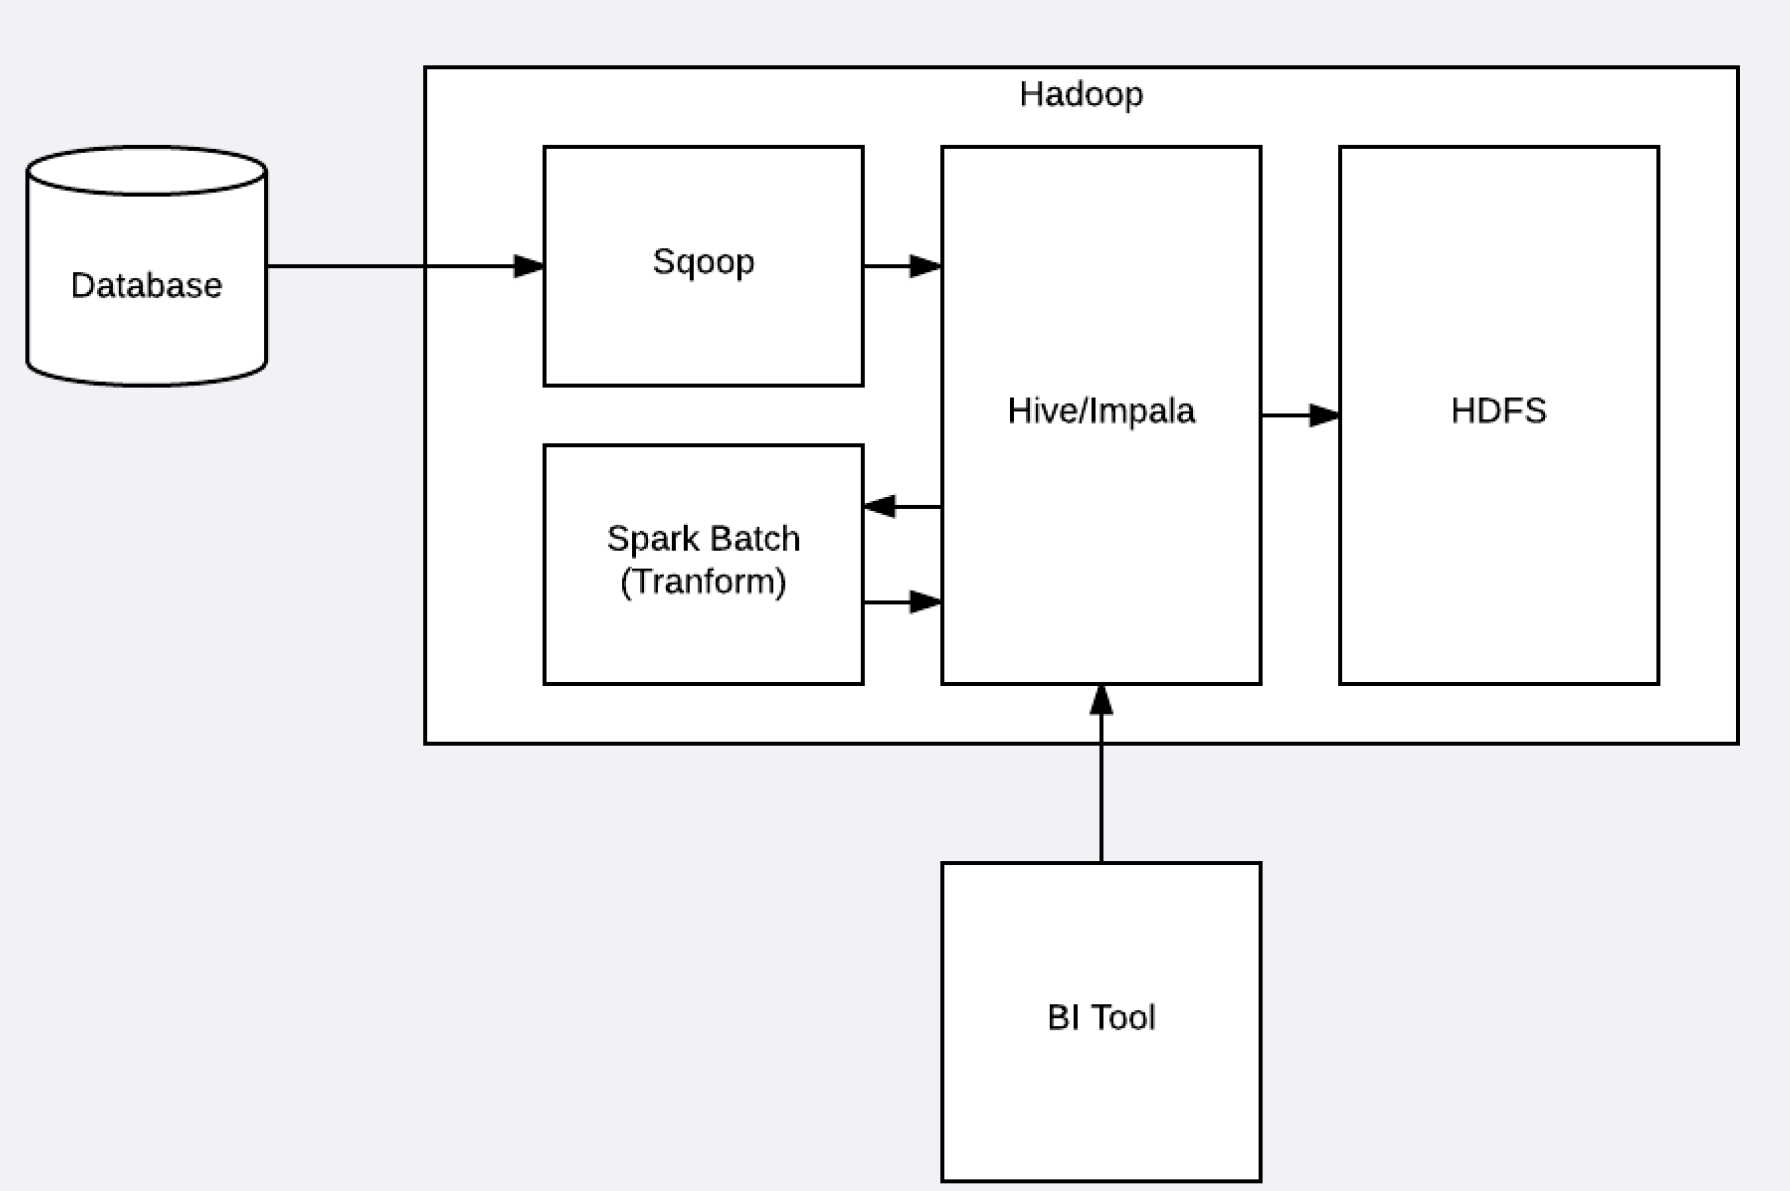 Hadoop
Database
Sqoop
Hive/Impala
HDFS
Spark Batch
(Tranform)
BI Tool